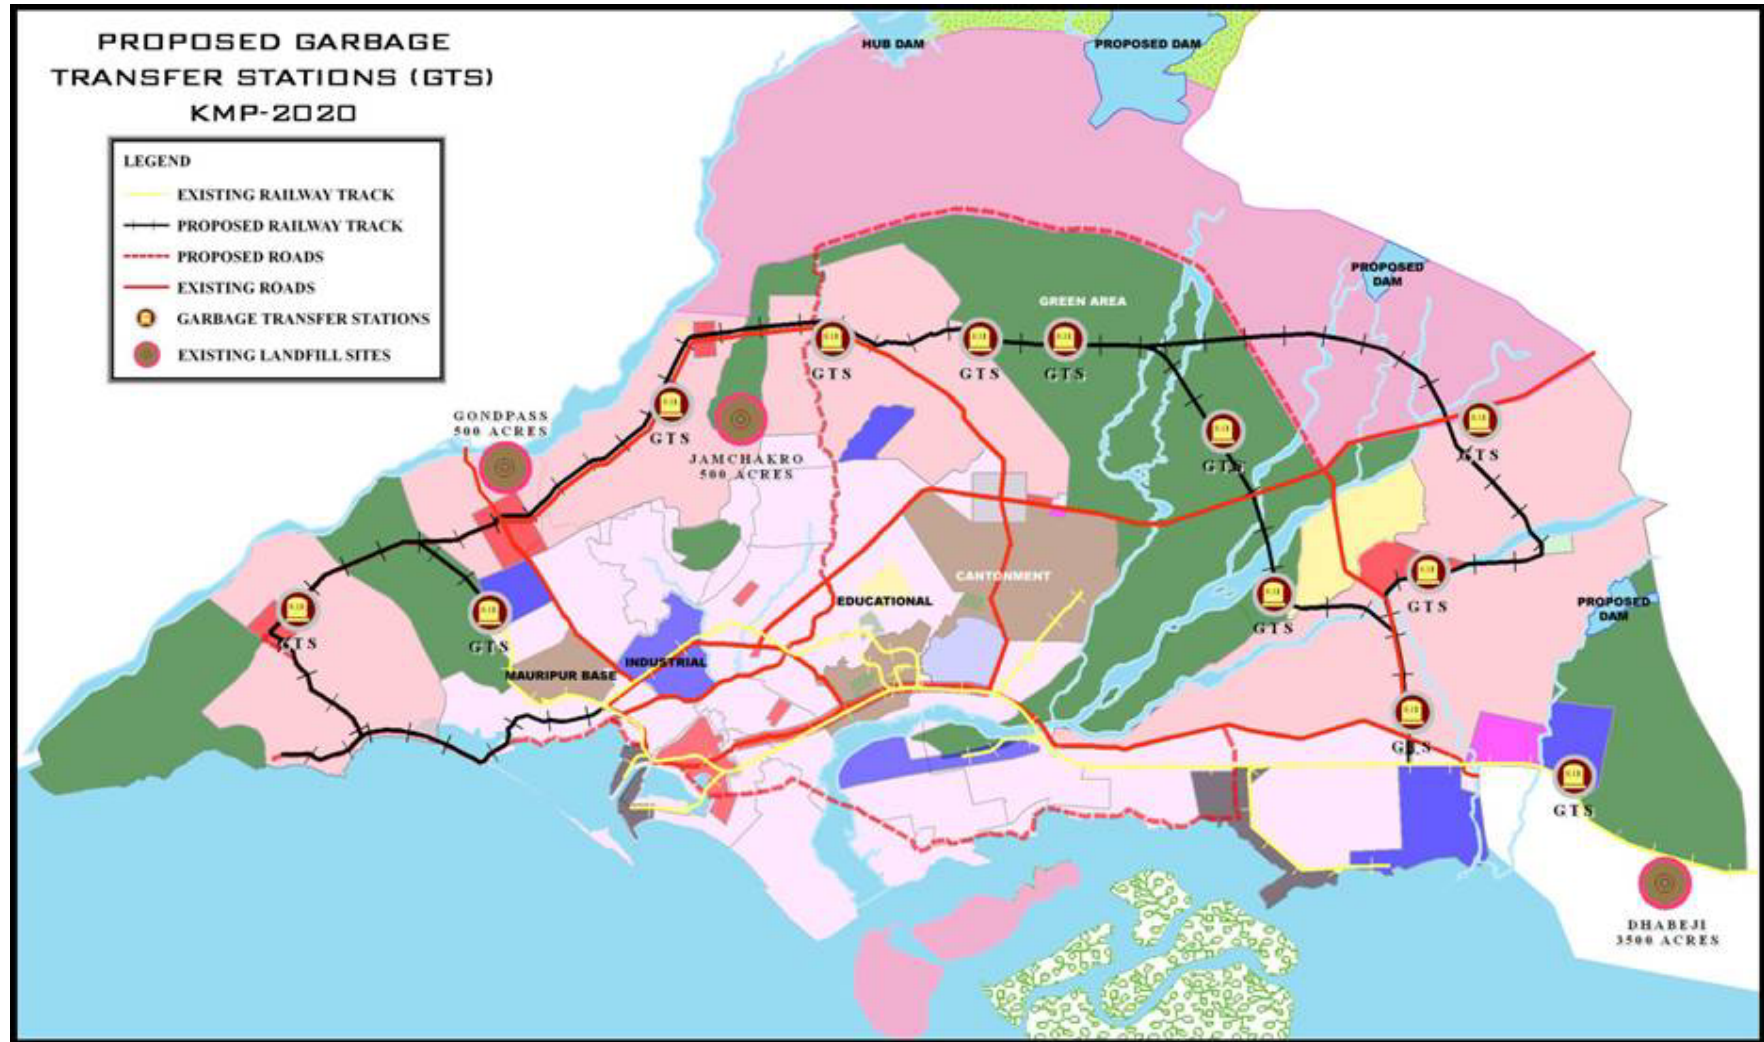 PROPOSED GARBAGE
TRANSFER STATIONS (GTS)
KMP-2020
LEGEND
EXISTING RAILWAY TRACK
PROPOSED RAILWAY TRACK
PROPOSED ROADS
EXISTING ROADS
GARBAGE TRANSFER STATIONS
EXISTING LANDFILL SITES
HUB DAM
PROPOSED DAM
PROPOSED
DAM
GREEN AREA
GTS
GTS
GTS
GTS
GONDPASS
500 ACRES
JAMCHAKRO
500 ACRES
GTS
GTS
CANTONMENT
EDUCATIONAL
PROPOSED
DAM
GTS
GTS
GTS
GTS
INDUSTRIAL
MAURIPUR BASE
GTS
GTS
DHABEJI
3500 ACRES